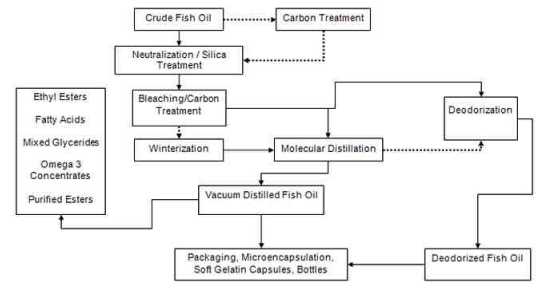 Crude Fish Oil
Carbon Treatment
Neutralization / Silica
Treatment
Ethyl Esters
Fatty Acids
Mixed Glycerides
Omega 3
Concentrates
Purified Esters
Bleaching/Carbon
Treatment
Deodorization
Winterization
Molecular Distillation
Vacuum Distilled Fish Oil
Packaging, Microencapsulation,
Soft Gelatin Capsules, Bottles
Deodorized Fish Oil